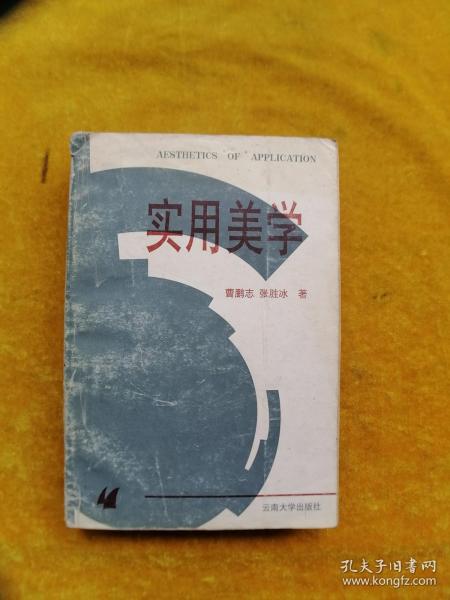 AESTHETICS OF APPLICATION
实用美学
曹鹏志 张胜冰 著
云南大学出版社
孔夫子旧书网
www.kongfz.com